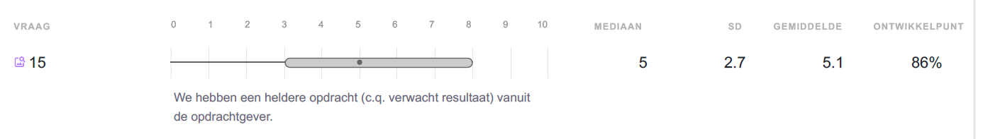 VRAAG 0 1 2 3 4 5 6 7 8 9 10 MEDIAAN SD GEMIDDELDE ONTWIKKELPUNT
15 5 2.7 5.1 86%
We hebben een heldere opdracht (c.q. verwacht resultaat) vanuit
de opdrachtgever.